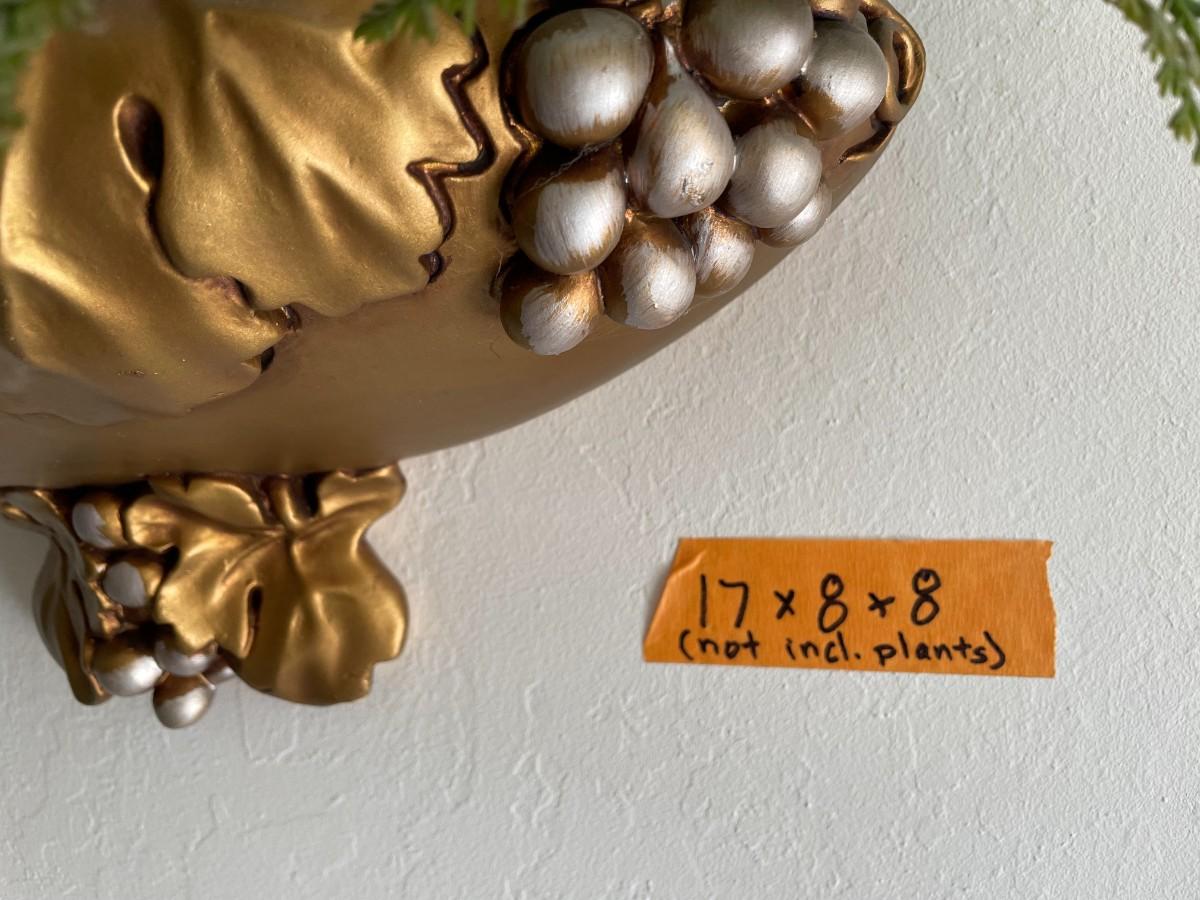 17 x 8 x 8
(not incl. plants)